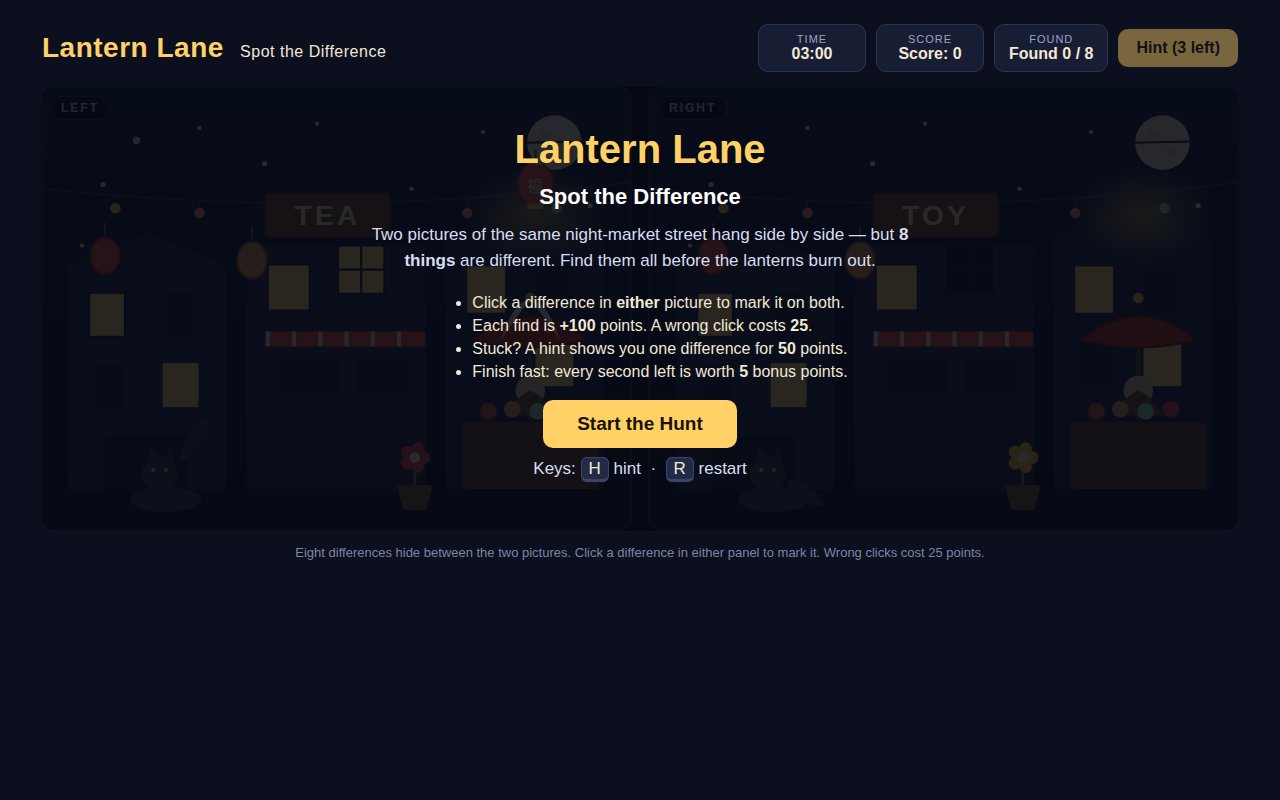 Lantern Lane Spot the Difference
TIME
03:00
SCORE
Score: 0
FOUND
Found 0 / 8
Hint (3 left)
LEFT
RIGHT
福
TEA
TOY
Lantern Lane
Spot the Difference
Two pictures of the same night-market street hang side by side — but 8
things are different. Find them all before the lanterns burn out.
• Click a difference in either picture to mark it on both.
• Each find is +100 points. A wrong click costs 25.
• Stuck? A hint shows you one difference for 50 points.
• Finish fast: every second left is worth 5 bonus points.
Start the Hunt
Keys: H hint · R restart
Eight differences hide between the two pictures. Click a difference in either panel to mark it. Wrong clicks cost 25 points.